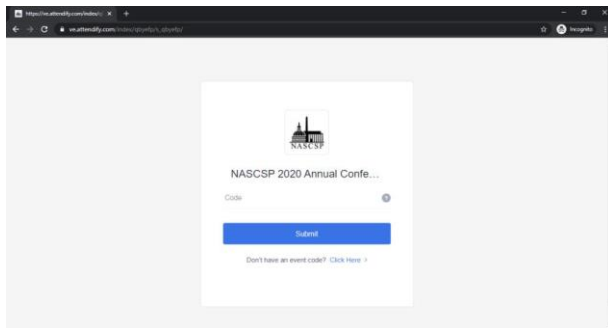 https://ve.attendify.com/index/
ve.attendify.com/index/
Incognito
NASCSP
NASCSP 2020 Annual Confe...
Code
?
Submit
Don't have an event code? Click Here >